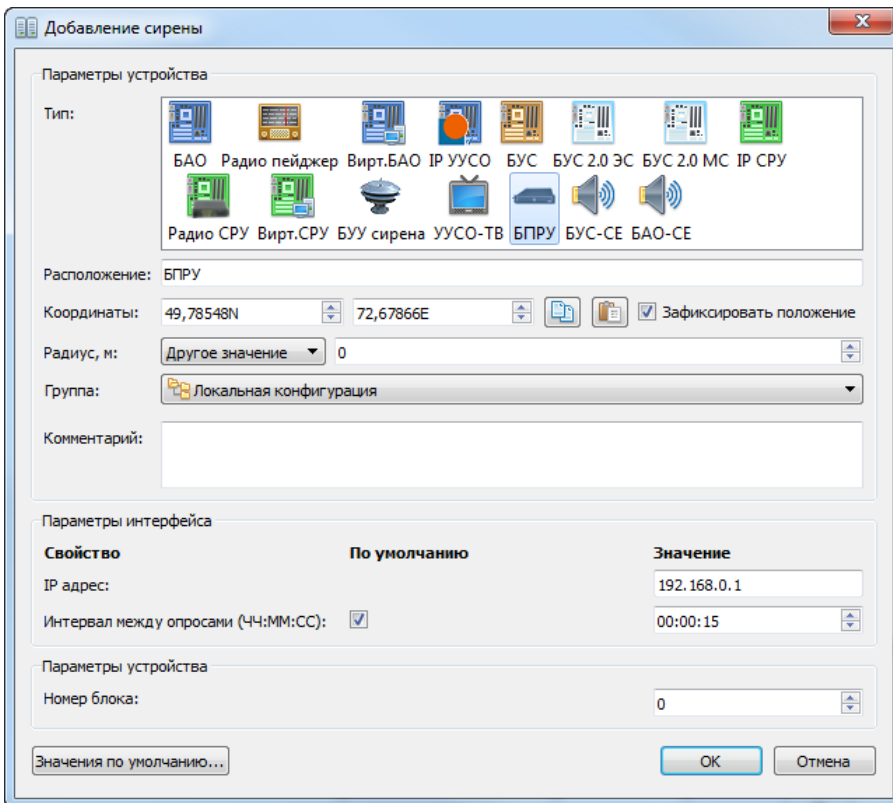 Добавление сирены
Параметры устройства
Тип:
БАО Радио пейджер Вирт.БАО IP УУСО БУС БУС 2.0 ЭС БУС 2.0 МС IP СРУ
Радио СРУ Вирт.СРУ БУУ сирена УУСО-ТВ БПРУ БУС-СЕ БАО-СЕ
Расположение: БПРУ
Координаты: 49,78548N 72,67866E Зафиксировать положение
Радиус, м: Другое значение 0
Группа: Локальная конфигурация
Комментарий:
Параметры интерфейса
Свойство По умолчанию Значение
IP адрес: 192.168.0.1
Интервал между опросами (ЧЧ:ММ:СС): 00:00:15
Параметры устройства
Номер блока: 0
Значения по умолчанию... OK Отмена